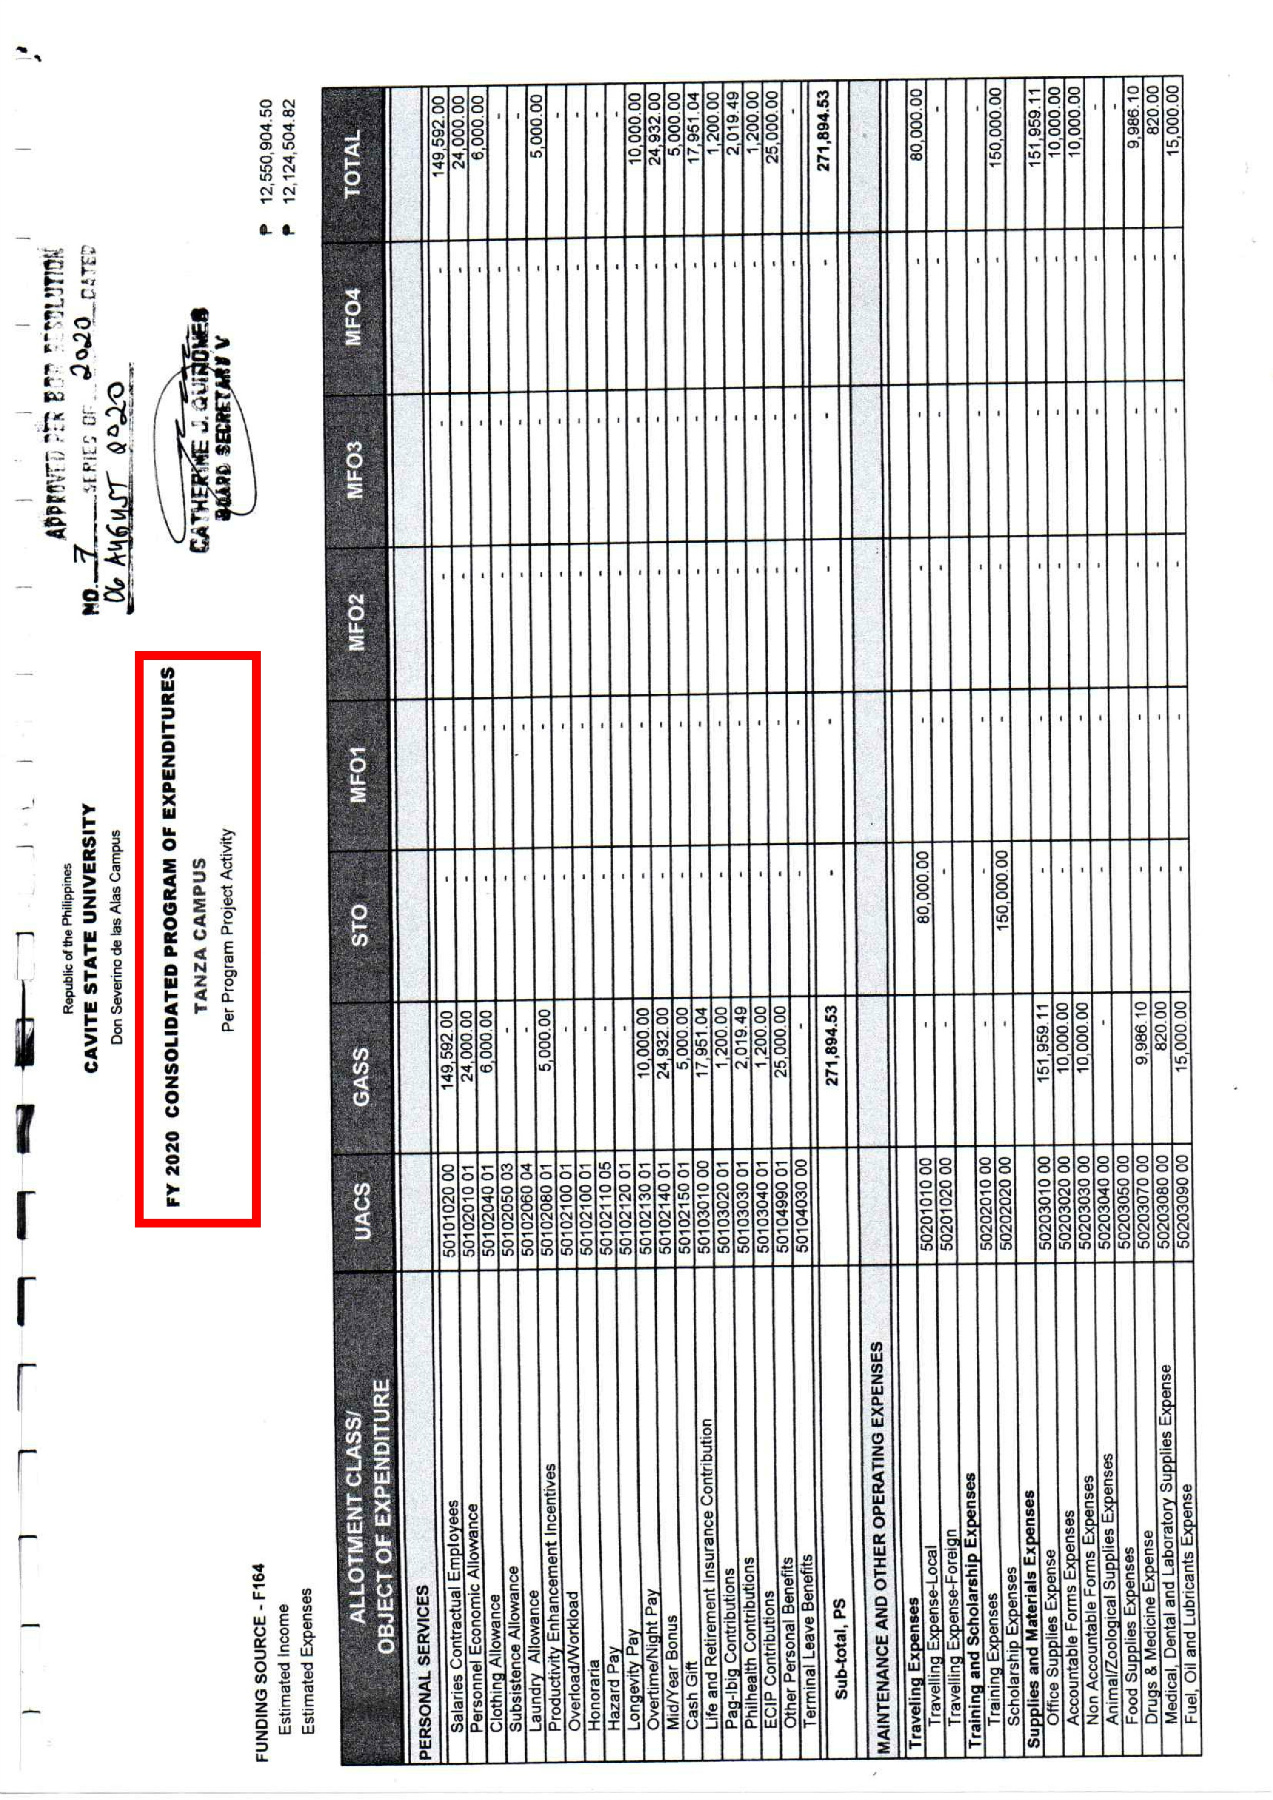 APPROVED PER BOR RESOLUTION
NO. 7 SERIES OF 2020 DATED
06 AUGUST 2020
CATHERINE J. QUIÑONES
BOARD SECRETARY V
Republic of the Philippines
CAVITE STATE UNIVERSITY
Don Severino de las Alas Campus
FY 2020 CONSOLIDATED PROGRAM OF EXPENDITURES
TANZA CAMPUS
Per Program Project Activity
FUNDING SOURCE - F164
Estimated Income ₱ 12,550,904.50
Estimated Expenses ₱ 12,124,504.82
ALLOTMENT CLASS/ OBJECT OF EXPENDITURE UACS GASS STO MFO1 MFO2 MFO3 MFO4 TOTAL
PERSONAL SERVICES
Salaries Contractual Employees 50101020 00 149,592.00 - - - - - 149,592.00
Personnel Economic Allowance 50102010 01 24,000.00 - - - - - 24,000.00
Clothing Allowance 50102040 01 6,000.00 - - - - - 6,000.00
Subsistence Allowance 50102050 03 - - - - - - -
Laundry Allowance 50102060 04 - - - - - - -
Productivity Enhancement Incentives 50102080 01 5,000.00 - - - - - 5,000.00
Overload/Workload 50102100 01 - - - - - - -
Honoraria 50102100 01 - - - - - - -
Hazard Pay 50102110 05 - - - - - - -
Longevity Pay 50102120 01 - - - - - - -
Overtime/Night Pay 50102130 01 10,000.00 - - - - - 10,000.00
Mid/Year Bonus 50102140 01 24,932.00 - - - - - 24,932.00
Cash Gift 50102150 01 5,000.00 - - - - - 5,000.00
Life and Retirement Insurance Contribution 50103010 00 17,951.04 - - - - - 17,951.04
Pag-Ibig Contributions 50103020 01 1,200.00 - - - - - 1,200.00
Philhealth Contributions 50103030 01 2,019.49 - - - - - 2,019.49
ECIP Contributions 50103040 01 1,200.00 - - - - - 1,200.00
Other Personal Benefits 50104990 01 25,000.00 - - - - - 25,000.00
Terminal Leave Benefits 50104030 00 - - - - - - -
Sub-total, PS 271,894.53 - - - - - 271,894.53
MAINTENANCE AND OTHER OPERATING EXPENSES
Traveling Expenses
Travelling Expense-Local 50201010 00 - 80,000.00 - - - - 80,000.00
Travelling Expense-Foreign 50201020 00 - - - - - - -
Training and Scholarship Expenses
Training Expenses 50202010 00 - - - - - - -
Scholarship Expenses 50202020 00 - 150,000.00 - - - - 150,000.00
Supplies and Materials Expenses
Office Supplies Expense 50203010 00 151,959.11 - - - - - 151,959.11
Accountable Forms Expenses 50203020 00 10,000.00 - - - - - 10,000.00
Non Accountable Forms Expenses 50203030 00 10,000.00 - - - - - 10,000.00
Animal/Zoological Supplies Expenses 50203040 00 - - - - - - -
Food Supplies Expenses 50203050 00 -
Drugs & Medicine Expense 50203070 00 9,986.10 - - - - - 9,986.10
Medical, Dental and Laboratory Supplies Expense 50203080 00 820.00 - - - - - 820.00
Fuel, Oil and Lubricants Expense 50203090 00 15,000.00 - - - - - 15,000.00